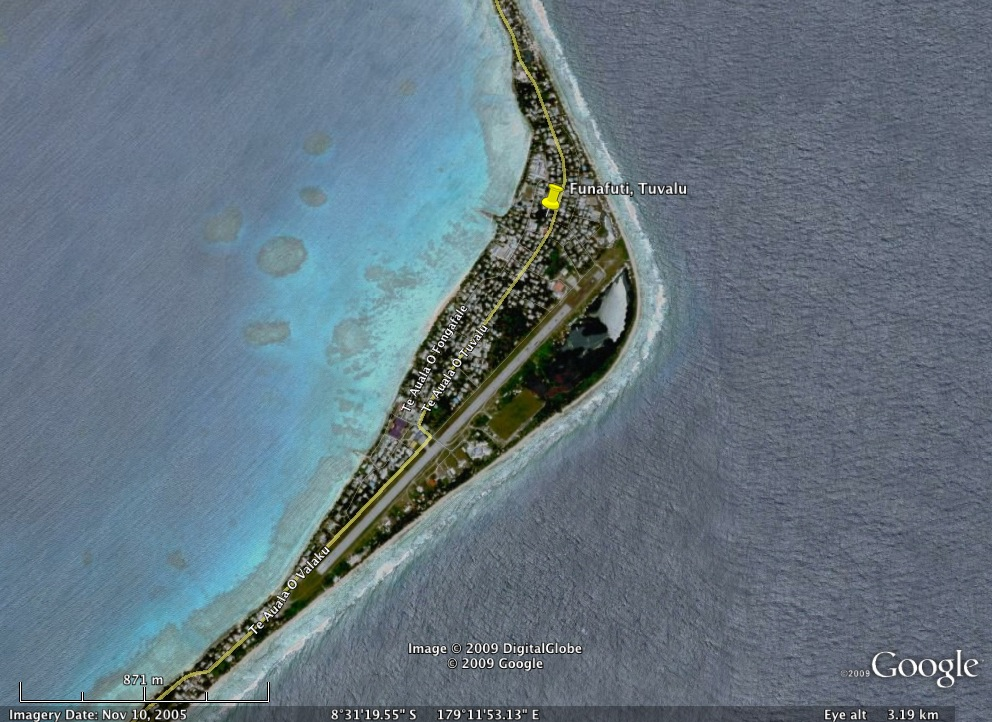 Funafuti, Tuvalu
Te Auala O Fongafale
Te Auala O Tuvalu
Te Auala O Vaiaku
Image © 2009 DigitalGlobe
© 2009 Google
©2009 Google
871 m
Imagery Date: Nov 10, 2005
8°31'19.55" S 179°11'53.13" E
Eye alt 3.19 km